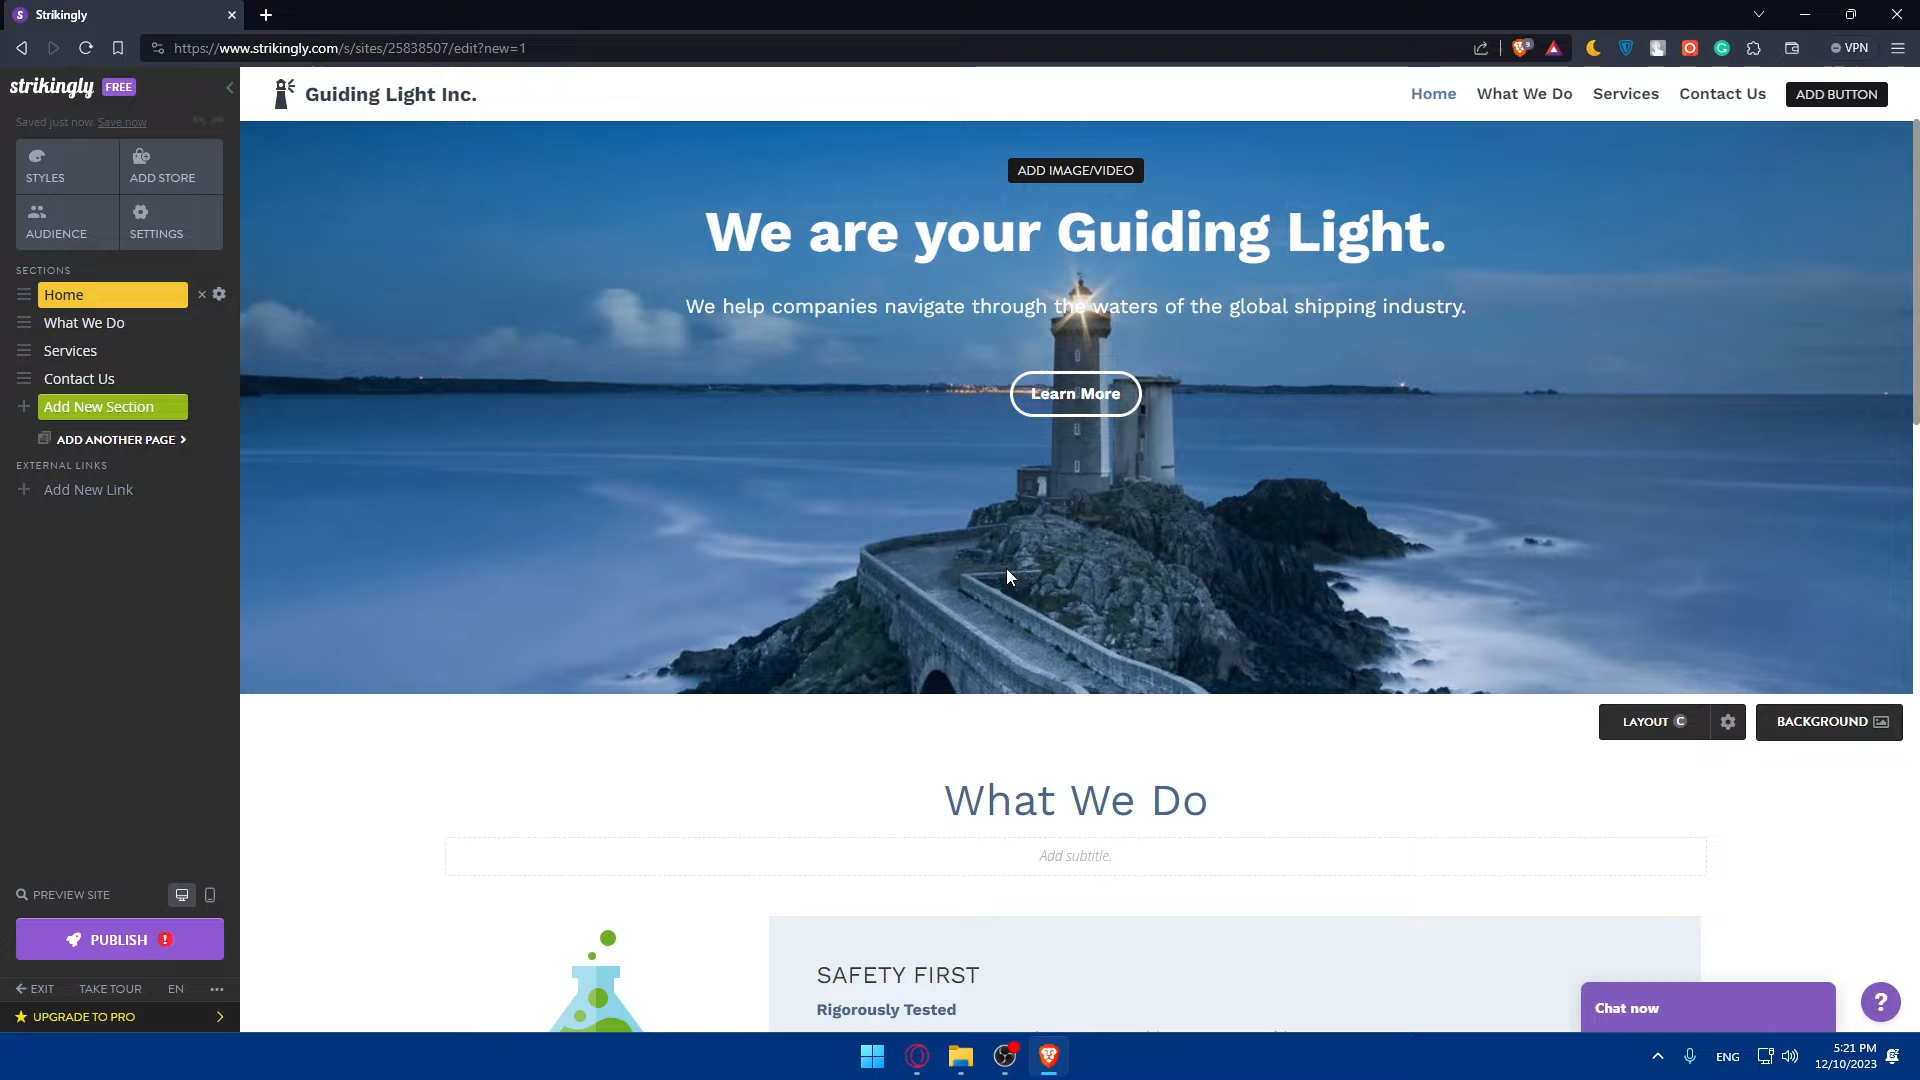 Strikingly
https://www.strikingly.com/s/sites/25838507/edit?new=1
9
VPN
strikingly FREE
Saved just now. Save now
STYLES
ADD STORE
AUDIENCE
SETTINGS
SECTIONS
Home
What We Do
Services
Contact Us
Add New Section
ADD ANOTHER PAGE
EXTERNAL LINKS
Add New Link
PREVIEW SITE
PUBLISH !
EXIT TAKE TOUR EN
UPGRADE TO PRO
Guiding Light Inc.
Home What We Do Services Contact Us ADD BUTTON
ADD IMAGE/VIDEO
We are your Guiding Light.
We help companies navigate through the waters of the global shipping industry.
Learn More
LAYOUT C
BACKGROUND
What We Do
Add subtitle.
SAFETY FIRST
Rigorously Tested
Chat now
?
ENG
5:21 PM
12/10/2023